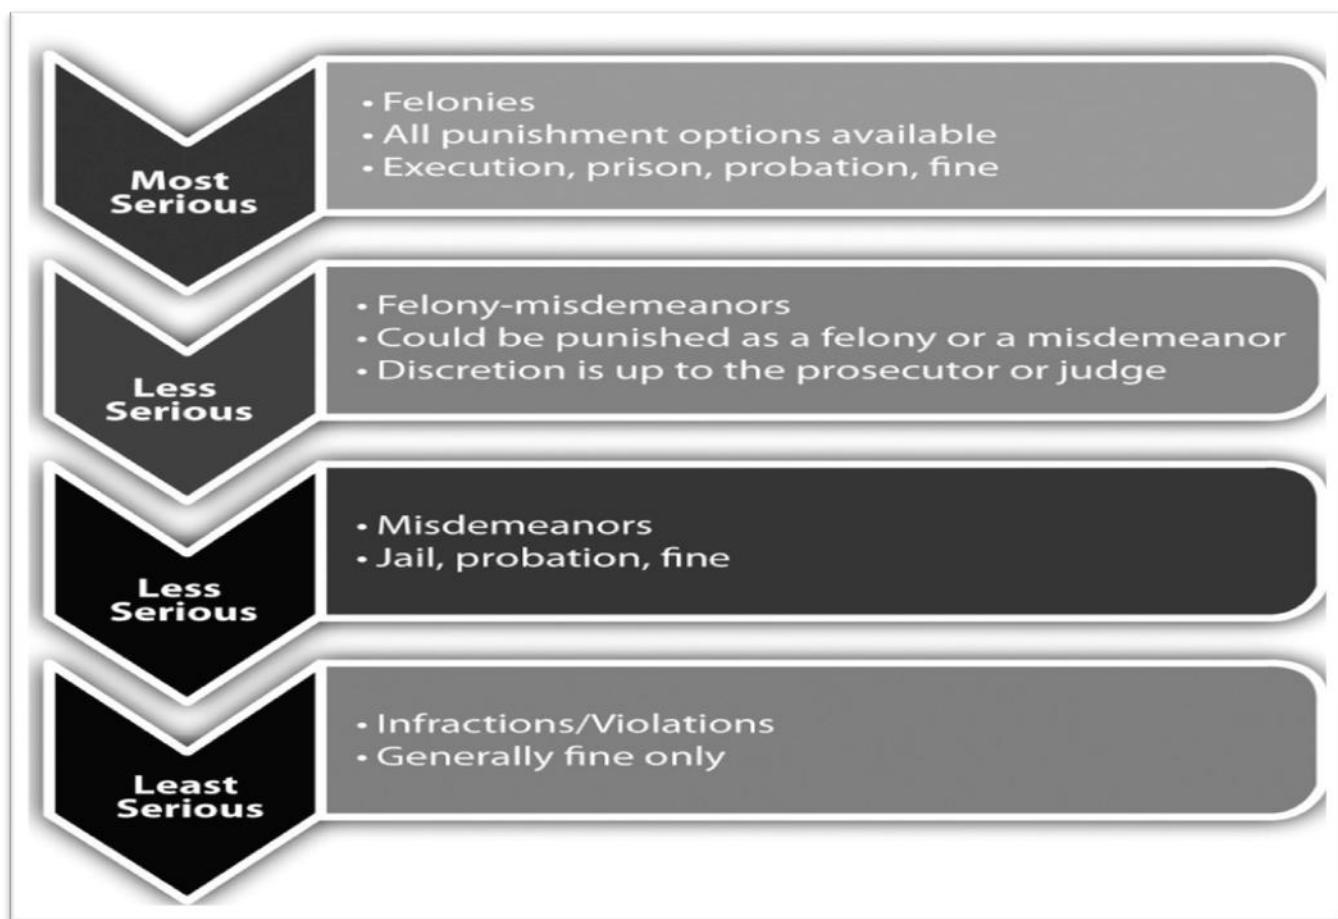 Most
Serious
• Felonies
• All punishment options available
• Execution, prison, probation, fine
Less
Serious
• Felony-misdemeanors
• Could be punished as a felony or a misdemeanor
• Discretion is up to the prosecutor or judge
Less
Serious
• Misdemeanors
• Jail, probation, fine
Least
Serious
• Infractions/Violations
• Generally fine only